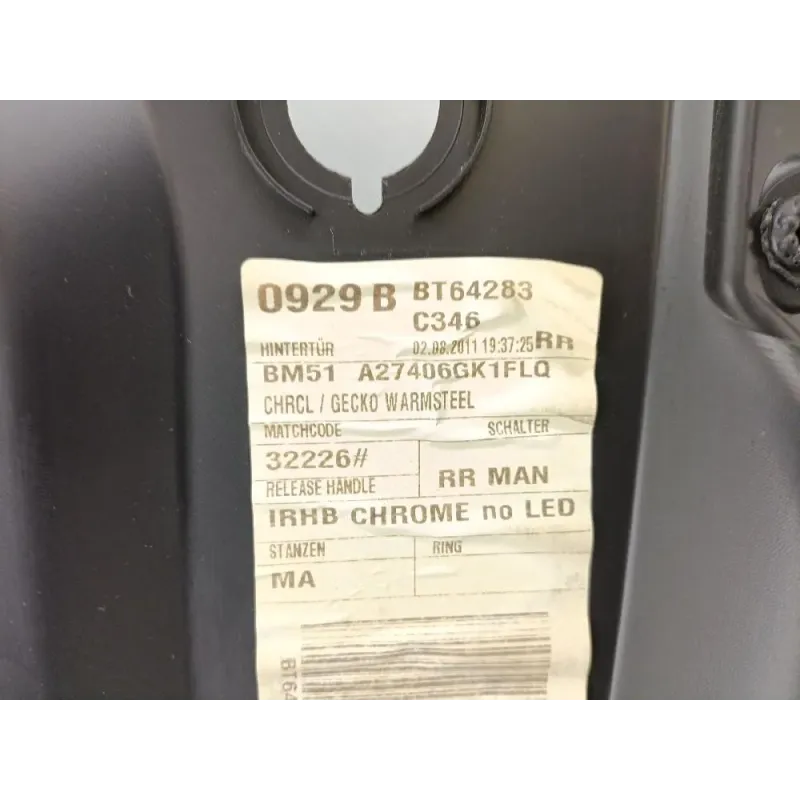 0929 B BT64283
C346
HINTERTÜR 02.08.2011 19:37:25 RR
BM51 A27406GK1FLQ
CHRCL / GECKO WARMSTEEL
MATCHCODE SCHALTER
32226# RR MAN
RELEASE HANDLE
IRHB CHROME no LED
STANZEN RING
MA
BT64